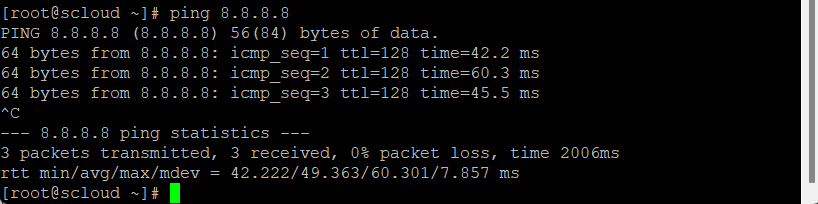 [root@scloud ~]# ping 8.8.8.8
PING 8.8.8.8 (8.8.8.8) 56(84) bytes of data.
64 bytes from 8.8.8.8: icmp_seq=1 ttl=128 time=42.2 ms
64 bytes from 8.8.8.8: icmp_seq=2 ttl=128 time=60.3 ms
64 bytes from 8.8.8.8: icmp_seq=3 ttl=128 time=45.5 ms
^C
--- 8.8.8.8 ping statistics ---
3 packets transmitted, 3 received, 0% packet loss, time 2006ms
rtt min/avg/max/mdev = 42.222/49.363/60.301/7.857 ms
[root@scloud ~]#